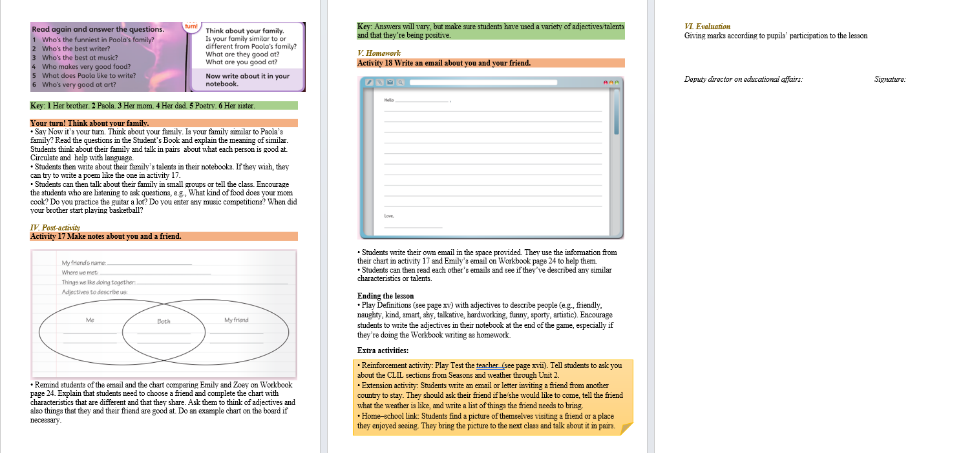 Read again and answer the questions.
1 Who's the funniest in Paola's family?
2 Who's the best writer?
3 Who's the best at music?
4 Who makes very good food?
5 What does Paola like to write?
6 Who's very good at art?
turn!
Think about your family.
Is your family similar to or
different from Paola's family?
What are they good at?
What are you good at?
Now write about it in your
notebook.
Key: 1 Her brother. 2 Paola. 3 Her mom. 4 Her dad. 5 Poetry. 6 Her sister.
Your turn! Think about your family.
• Say Now it's your turn. Think about your family. Is your family similar to Paola's
family? Read the questions in the Student's Book and explain the meaning of similar.
Students think about their family and talk in pairs about what each person is good at.
Circulate and help with language.
• Students then write about their family's talents in their notebooks. If they wish, they
can try to write a poem like the one in activity 17.
• Students can then talk about their family in small groups or tell the class. Encourage
the students who are listening to ask questions, e.g., What kind of food does your mom
cook? Do you practice the guitar a lot? Do you enter any music competitions? When did
your brother start playing basketball?
IV. Post-activity
Activity 17 Make notes about you and a friend.
My friend's name:
Where we met:
Things we like doing together:
Adjectives to describe us:
Me
Both
My friend
• Remind students of the email and the chart comparing Emily and Zoey on Workbook
page 24. Explain that students need to choose a friend and complete the chart with
characteristics that are different and that they share. Ask them to think of adjectives and
also things that they and their friend are good at. Do an example chart on the board if
necessary.
Key: Answers will vary, but make sure students have used a variety of adjectives/talents
and that they're being positive.
V. Homework
Activity 18 Write an email about you and your friend.
Hello
Love,
• Students write their own email in the space provided. They use the information from
their chart in activity 17 and Emily's email on Workbook page 24 to help them.
• Students can then read each other's emails and see if they've described any similar
characteristics or talents.
Ending the lesson
• Play Definitions (see page xv) with adjectives to describe people (e.g., friendly,
naughty, kind, smart, shy, talkative, hardworking, funny, sporty, artistic). Encourage
students to write the adjectives in their notebook at the end of the game, especially if
they're doing the Workbook writing as homework.
Extra activities:
• Reinforcement activity: Play Test the teacher (see page xvii). Tell students to ask you
about the CLIL sections from Seasons and weather through Unit 2.
• Extension activity: Students write an email or letter inviting a friend from another
country to stay. They should ask their friend if he/she would like to come, tell the friend
what the weather is like, and write a list of things the friend needs to bring.
• Home–school link: Students find a picture of themselves visiting a friend or a place
they enjoyed seeing. They bring the picture to the next class and talk about it in pairs.
VI. Evaluation
Giving marks according to pupils' participation to the lesson
Deputy director on educational affairs:
Signature: